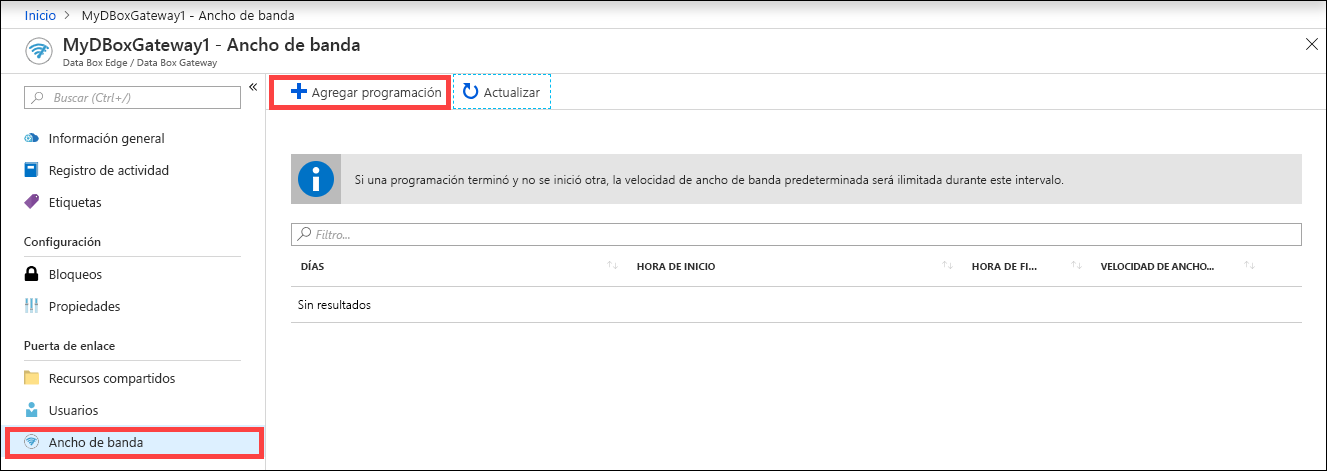 Inicio > MyDBoxGateway1 - Ancho de banda
MyDBoxGateway1 - Ancho de banda
Data Box Edge / Data Box Gateway
Buscar (Ctrl+/)
Información general
Registro de actividad
Etiquetas
Configuración
Bloqueos
Propiedades
Puerta de enlace
Recursos compartidos
Usuarios
Ancho de banda
Agregar programación Actualizar
Si una programación terminó y no se inició otra, la velocidad de ancho de banda predeterminada será ilimitada durante este intervalo.
Filtro...
DÍAS HORA DE INICIO HORA DE FI... VELOCIDAD DE ANCHO...
Sin resultados